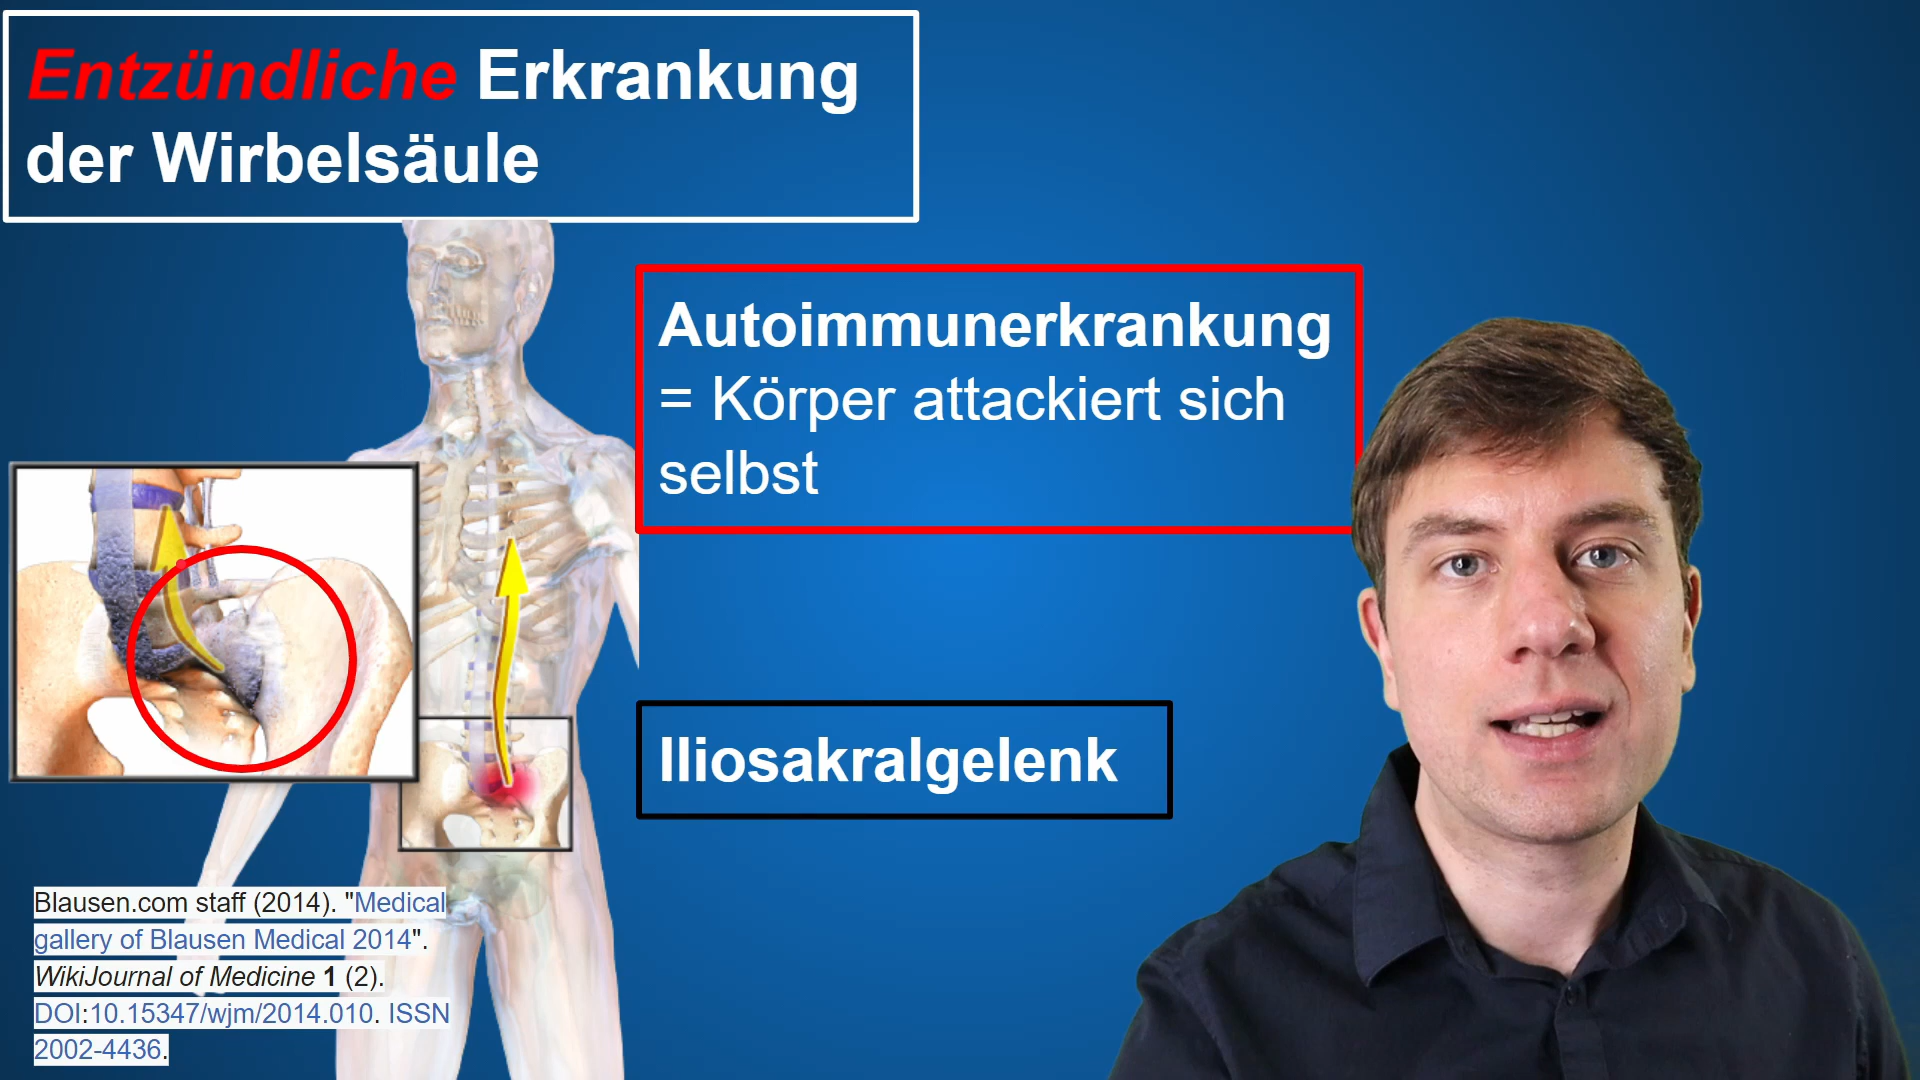 Entzündliche Erkrankung
der Wirbelsäule
Autoimmunerkrankung
= Körper attackiert sich
selbst
Iliosakralgelenk
Blausen.com staff (2014). "Medical
gallery of Blausen Medical 2014".
WikiJournal of Medicine 1 (2).
DOI:10.15347/wjm/2014.010. ISSN
2002-4436.